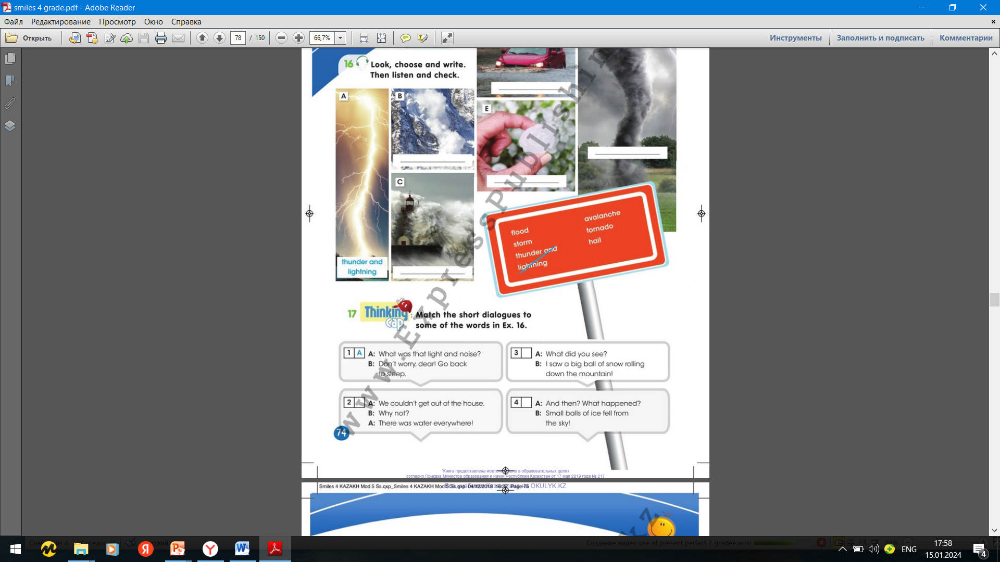 smiles 4 grade.pdf - Adobe Reader
Файл Редактирование Просмотр Окно Справка
Открыть 78 / 150 66,7% Инструменты Заполнить и подписать Комментарии
16 Look, choose and write.
Then listen and check.
A
B
E
C
thunder and
lightning
flood
storm
thunder and
lightning
avalanche
tornado
hail
17 Thinking Cap : Match the short dialogues to
some of the words in Ex. 16.
1 A A: What was that light and noise?
B: Don't worry, dear! Go back
to sleep.
2 A: We couldn't get out of the house.
B: Why not?
A: There was water everywhere!
3 A: What did you see?
B: I saw a big ball of snow rolling
down the mountain!
4 A: And then? What happened?
B: Small balls of ice fell from
the sky!
74
www.ExpressPublishin
*Книга предоставлена исключительно в образовательных целях
согласно Приказа Министра образования и науки Республики Казахстан от 17 мая 2019 года № 217
Smiles 4 KAZAKH Mod 5 Ss.qxp_Smiles 4 KAZAKH Mod 5 Ss.qxp 04/12/2018 16:37 Page 75
OKULYK.KZ
kz
Создание видео use of present perfect 7 gradee.wmv
81%
ENG
17:58
15.01.2024
4